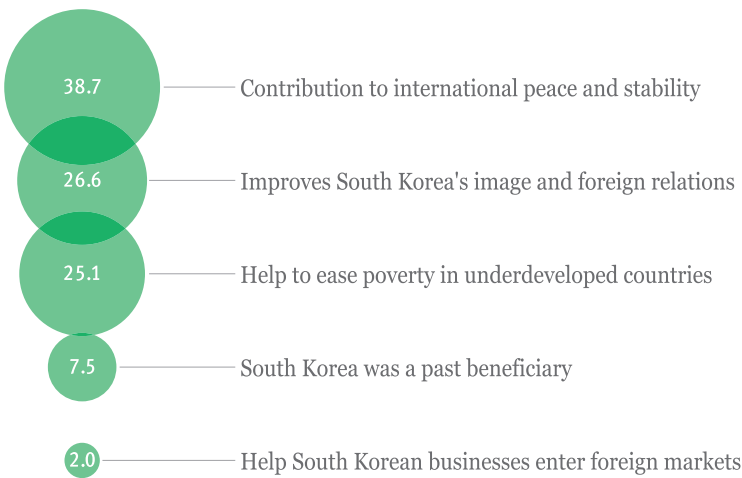 38.7 Contribution to international peace and stability
26.6 Improves South Korea's image and foreign relations
25.1 Help to ease poverty in underdeveloped countries
7.5 South Korea was a past beneficiary
2.0 Help South Korean businesses enter foreign markets